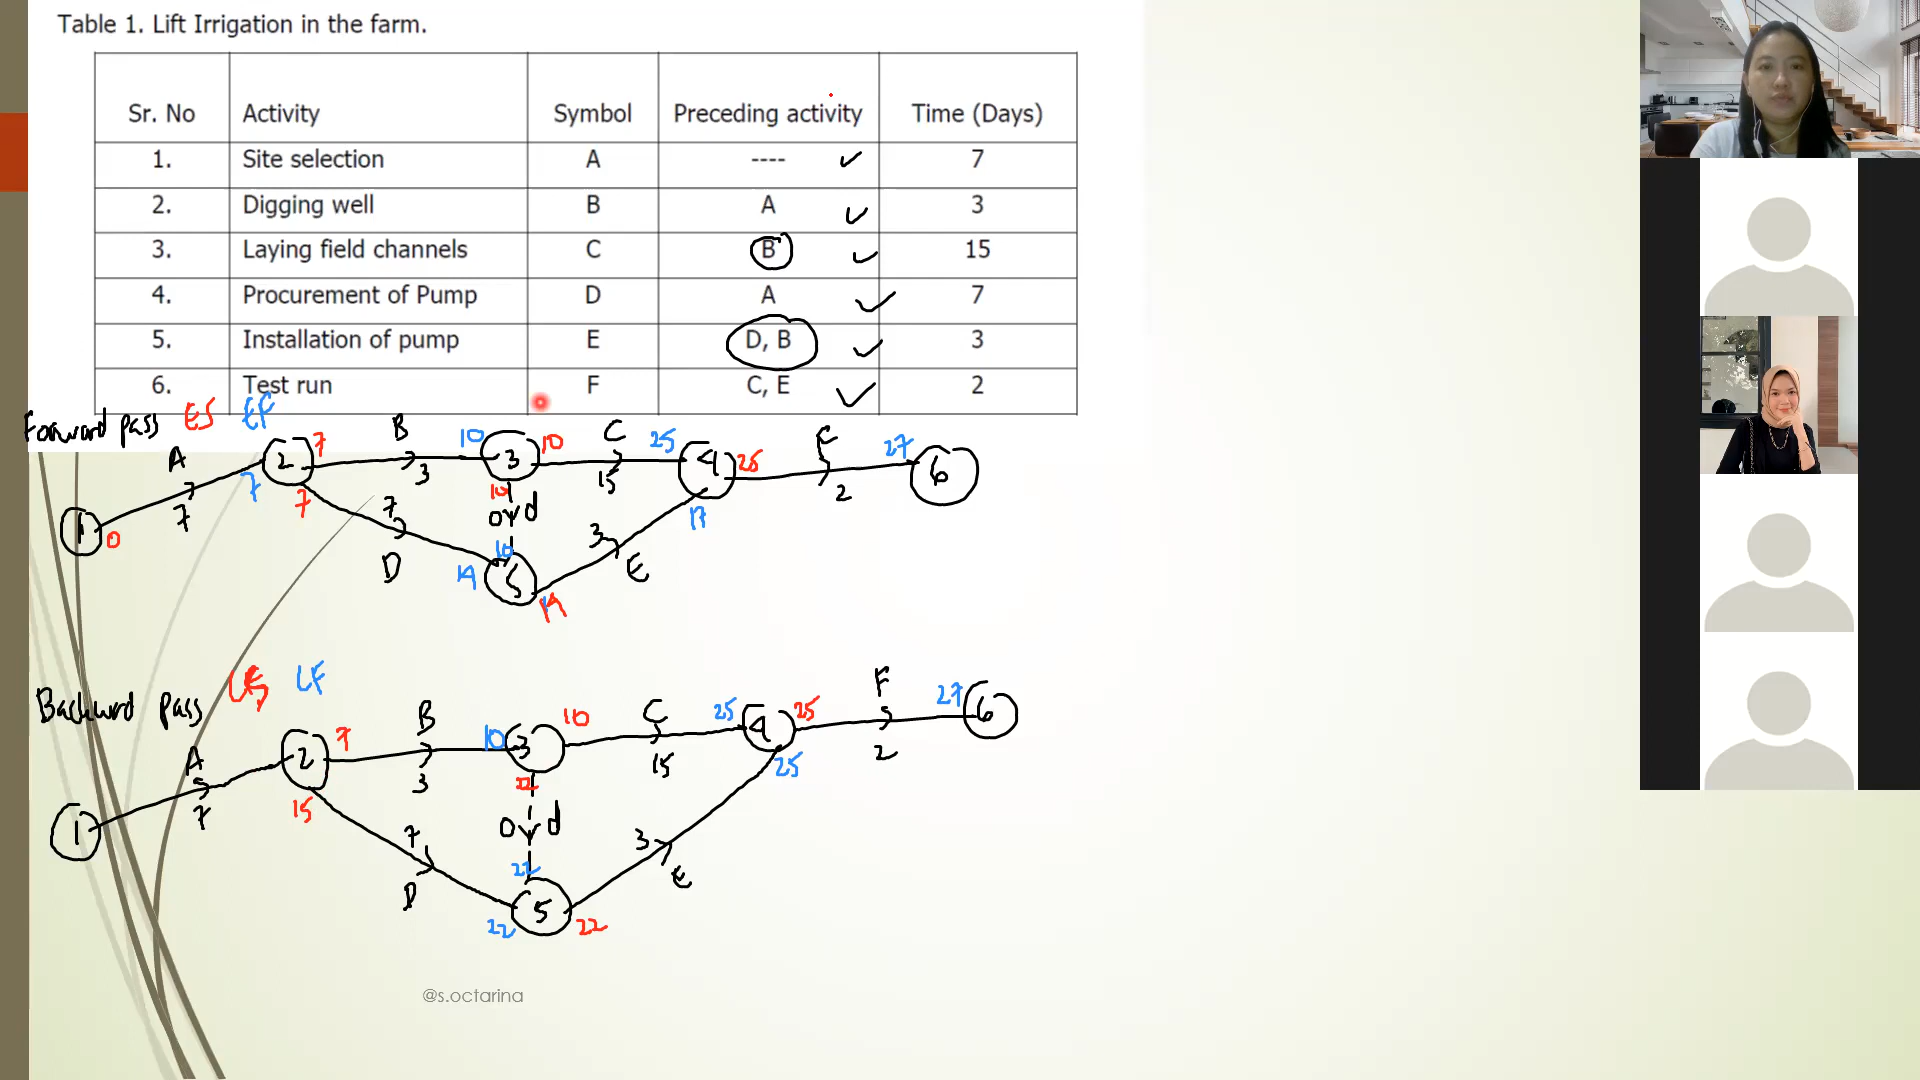 Table 1. Lift Irrigation in the farm.
Sr. No Activity Symbol Preceding activity Time (Days)
1. Site selection A ---- 7
2. Digging well B A 3
3. Laying field channels C B 15
4. Procurement of Pump D A 7
5. Installation of pump E D, B 3
6. Test run F C, E 2
Forward pass ES EF
A
7
1
0
7
2
7
7
B
3
10
3
10
10
C
15
25
4
25
17
F
2
27
6
7
D
0 d
10
14
5
14
3
E
Backward pass LS LF
A
7
1
2
7
15
B
3
10
3
10
22
C
15
25
4
25
25
F
2
27
6
7
D
0 d
22
22
5
22
3
E
@s.octarina